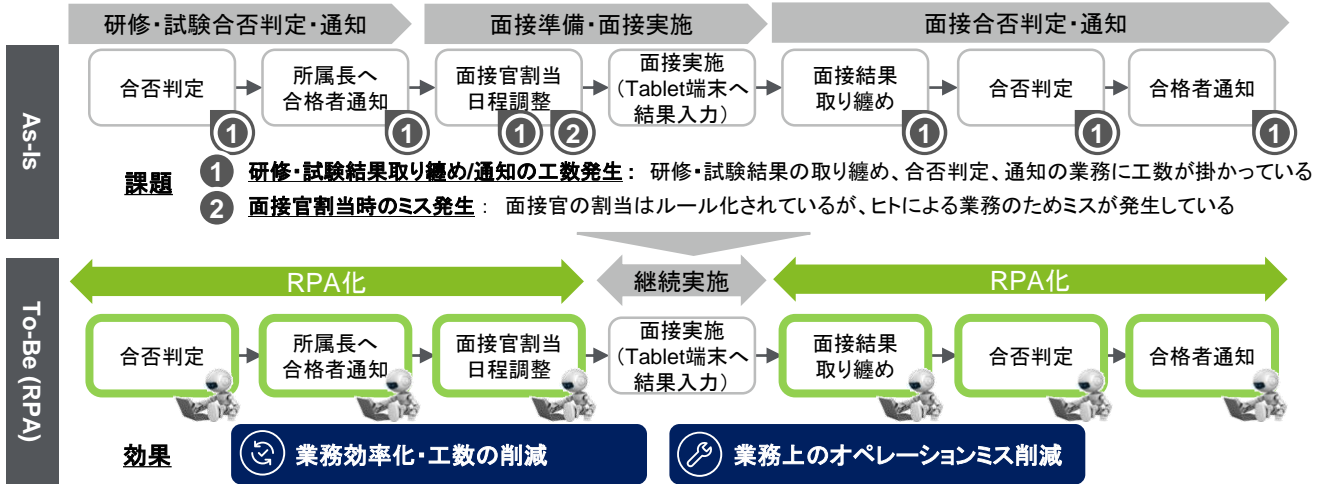 研修・試験合否判定・通知
面接準備・面接実施
面接合否判定・通知
As-Is
合否判定
1
所属長へ
合格者通知
1
面接官割当
日程調整
1
2
面接実施
(Tablet端末へ
結果入力)
面接結果
取り纏め
1
合否判定
1
合格者通知
1
課題
1 研修・試験結果取り纏め/通知の工数発生: 研修・試験結果の取り纏め、合否判定、通知の業務に工数が掛かっている
2 面接官割当時のミス発生: 面接官の割当はルール化されているが、ヒトによる業務のためミスが発生している
To-Be (RPA)
RPA化
継続実施
RPA化
合否判定
所属長へ
合格者通知
面接官割当
日程調整
面接実施
(Tablet端末へ
結果入力)
面接結果
取り纏め
合否判定
合格者通知
効果
業務効率化・工数の削減
業務上のオペレーションミス削減